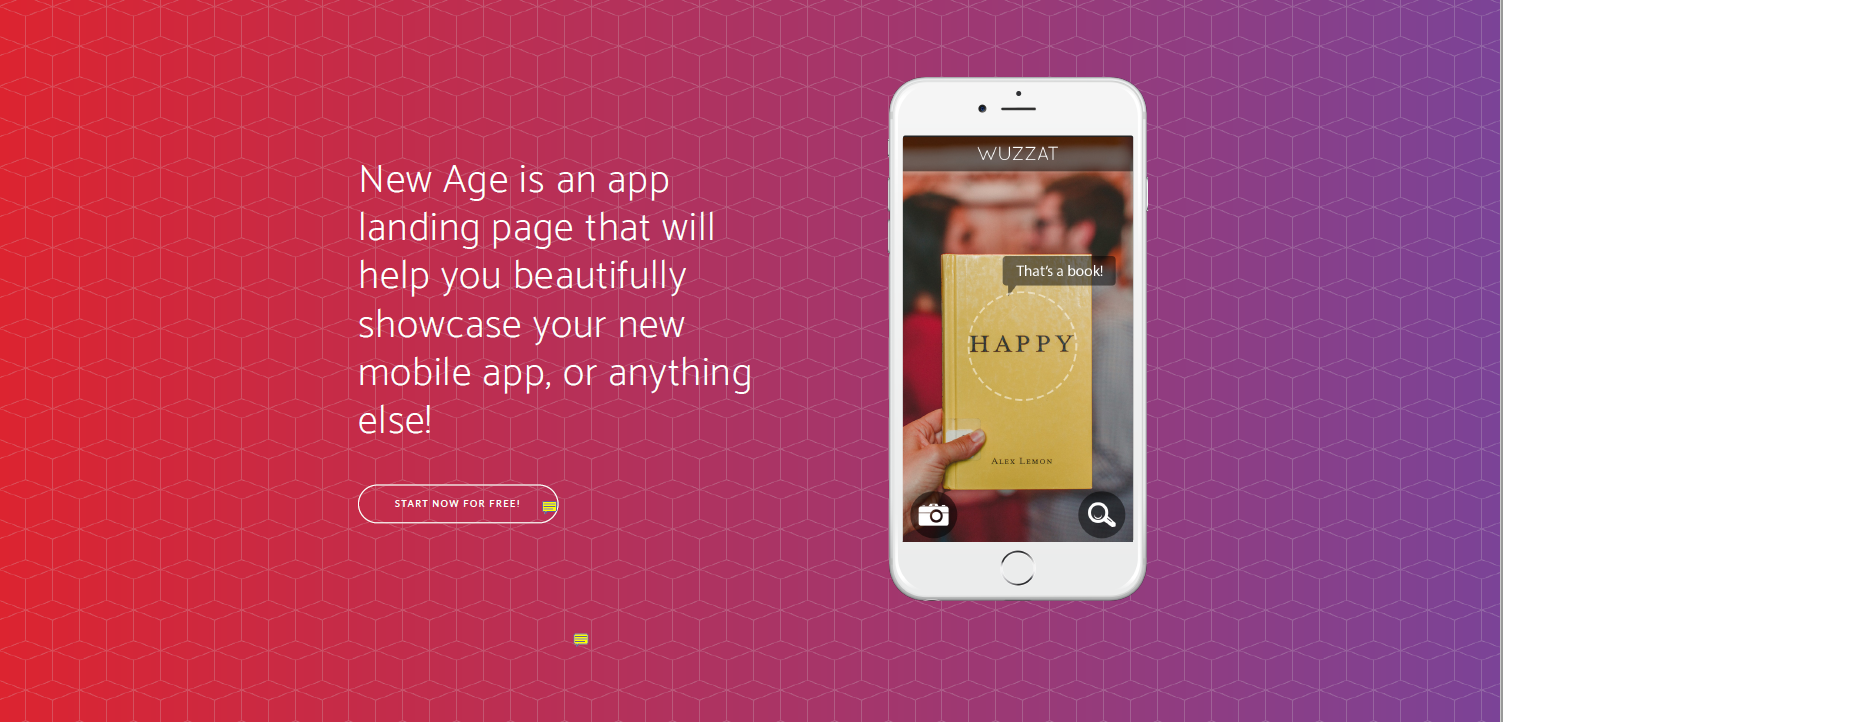 New Age is an app
landing page that will
help you beautifully
showcase your new
mobile app, or anything
else!
START NOW FOR FREE!
WUZZAT
That's a book!
HAPPY
ALEX LEMON